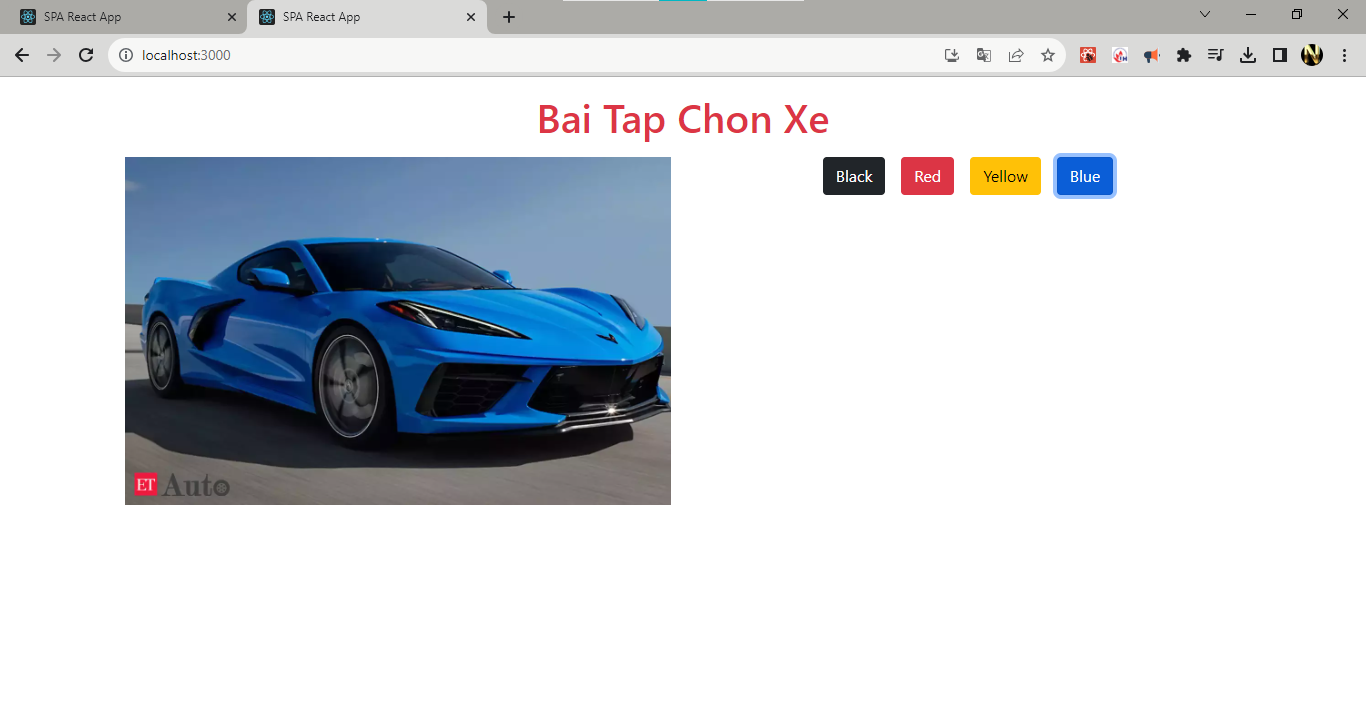 SPA React App
SPA React App
localhost:3000
Bai Tap Chon Xe
Black Red Yellow Blue
ET Auto